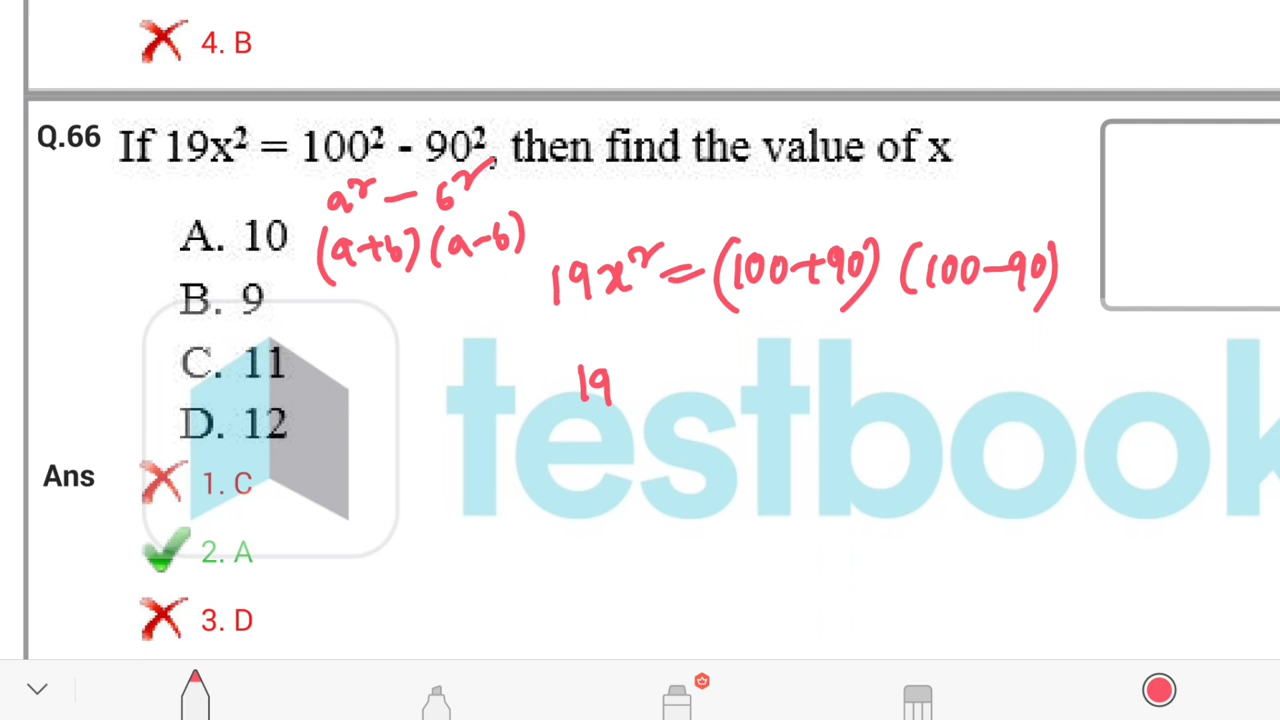 4. B
Q.66 If 19x² = 100² - 90², then find the value of x
a² - b²
A. 10
(a+b)(a-b)
19x² = (100+90) (100-90)
B. 9
C. 11
19
D. 12
testbook
Ans
1. C
2. A
3. D